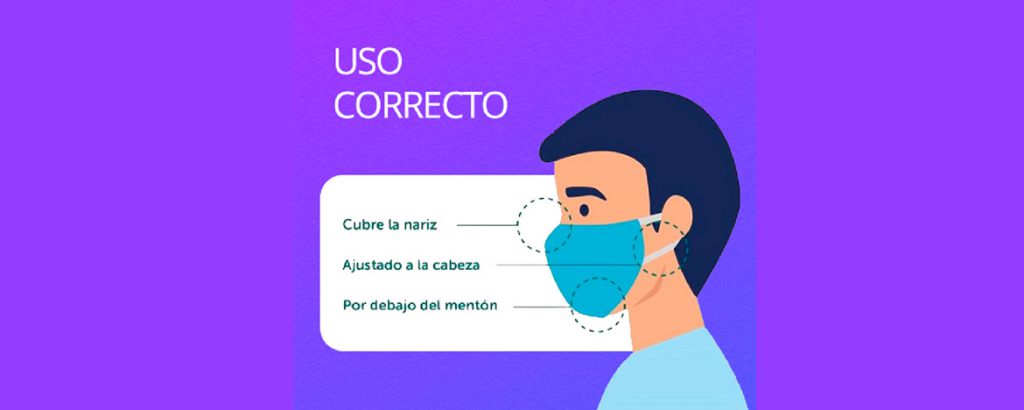 USO
CORRECTO
Cubre la nariz
Ajustado a la cabeza
Por debajo del mentón